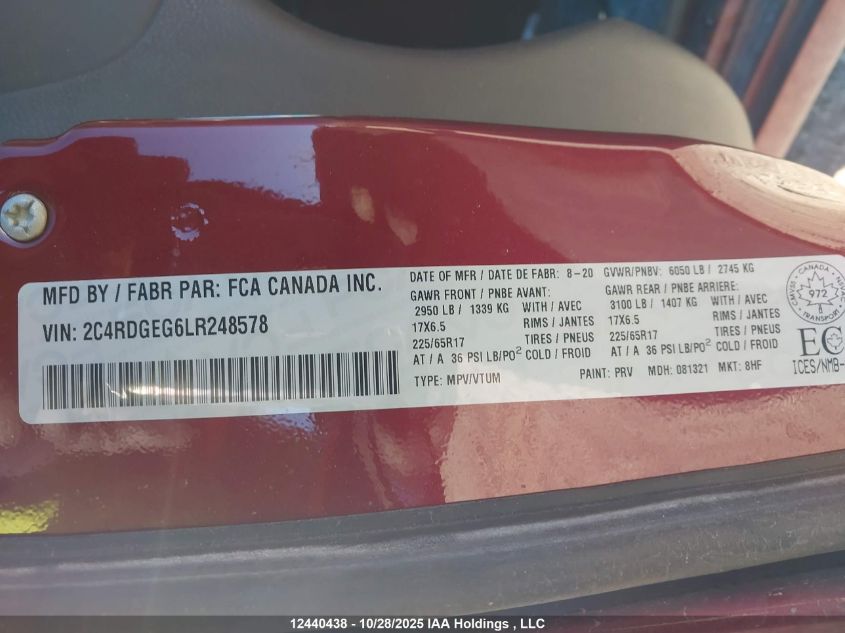 MFD BY / FABR PAR: FCA CANADA INC.
VIN: 2C4RDGEG6LR248578
DATE OF MFR / DATE DE FABR: 8-20 GVWR/PNBV: 6050 LB / 2745 KG
GAWR FRONT / PNBE AVANT:
2950 LB / 1339 KG WITH / AVEC
17X6.5 RIMS / JANTES
225/65R17 TIRES / PNEUS
AT / A 36 PSI LB/PO² COLD / FROID
GAWR REAR / PNBE ARRIERE:
3100 LB / 1407 KG WITH / AVEC
17X6.5 RIMS / JANTES
225/65R17 TIRES / PNEUS
AT / A 36 PSI LB/PO² COLD / FROID
TYPE: MPV/VTUM PAINT: PRV MDH: 081321 MKT: 8HF
CANADA
972
TRANSPORT
EC
ICES/NMB-
12440438 - 10/28/2025 IAA Holdings , LLC